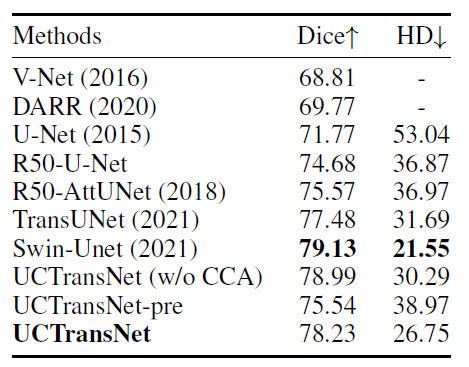 Methods Dice↑ HD↓
V-Net (2016) 68.81 -
DARR (2020) 69.77 -
U-Net (2015) 71.77 53.04
R50-U-Net 74.68 36.87
R50-AttUNet (2018) 75.57 36.97
TransUNet (2021) 77.48 31.69
Swin-Unet (2021) 79.13 21.55
UCTransNet (w/o CCA) 78.99 30.29
UCTransNet-pre 75.54 38.97
UCTransNet 78.23 26.75